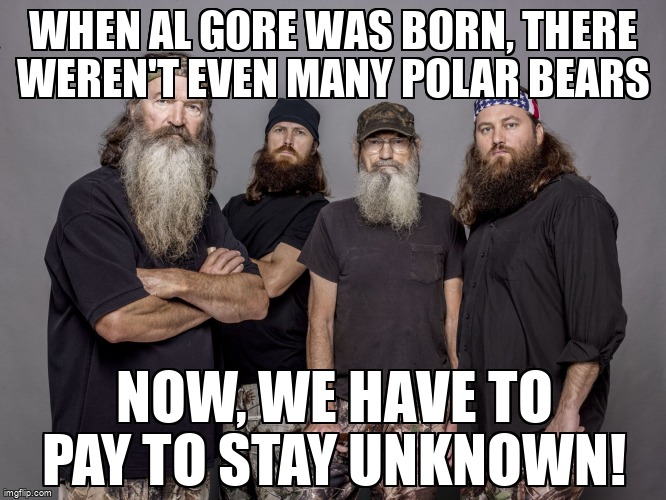 WHEN AL GORE WAS BORN, THERE
WEREN'T EVEN MANY POLAR BEARS
NOW, WE HAVE TO
PAY TO STAY UNKNOWN!
imgflip.com